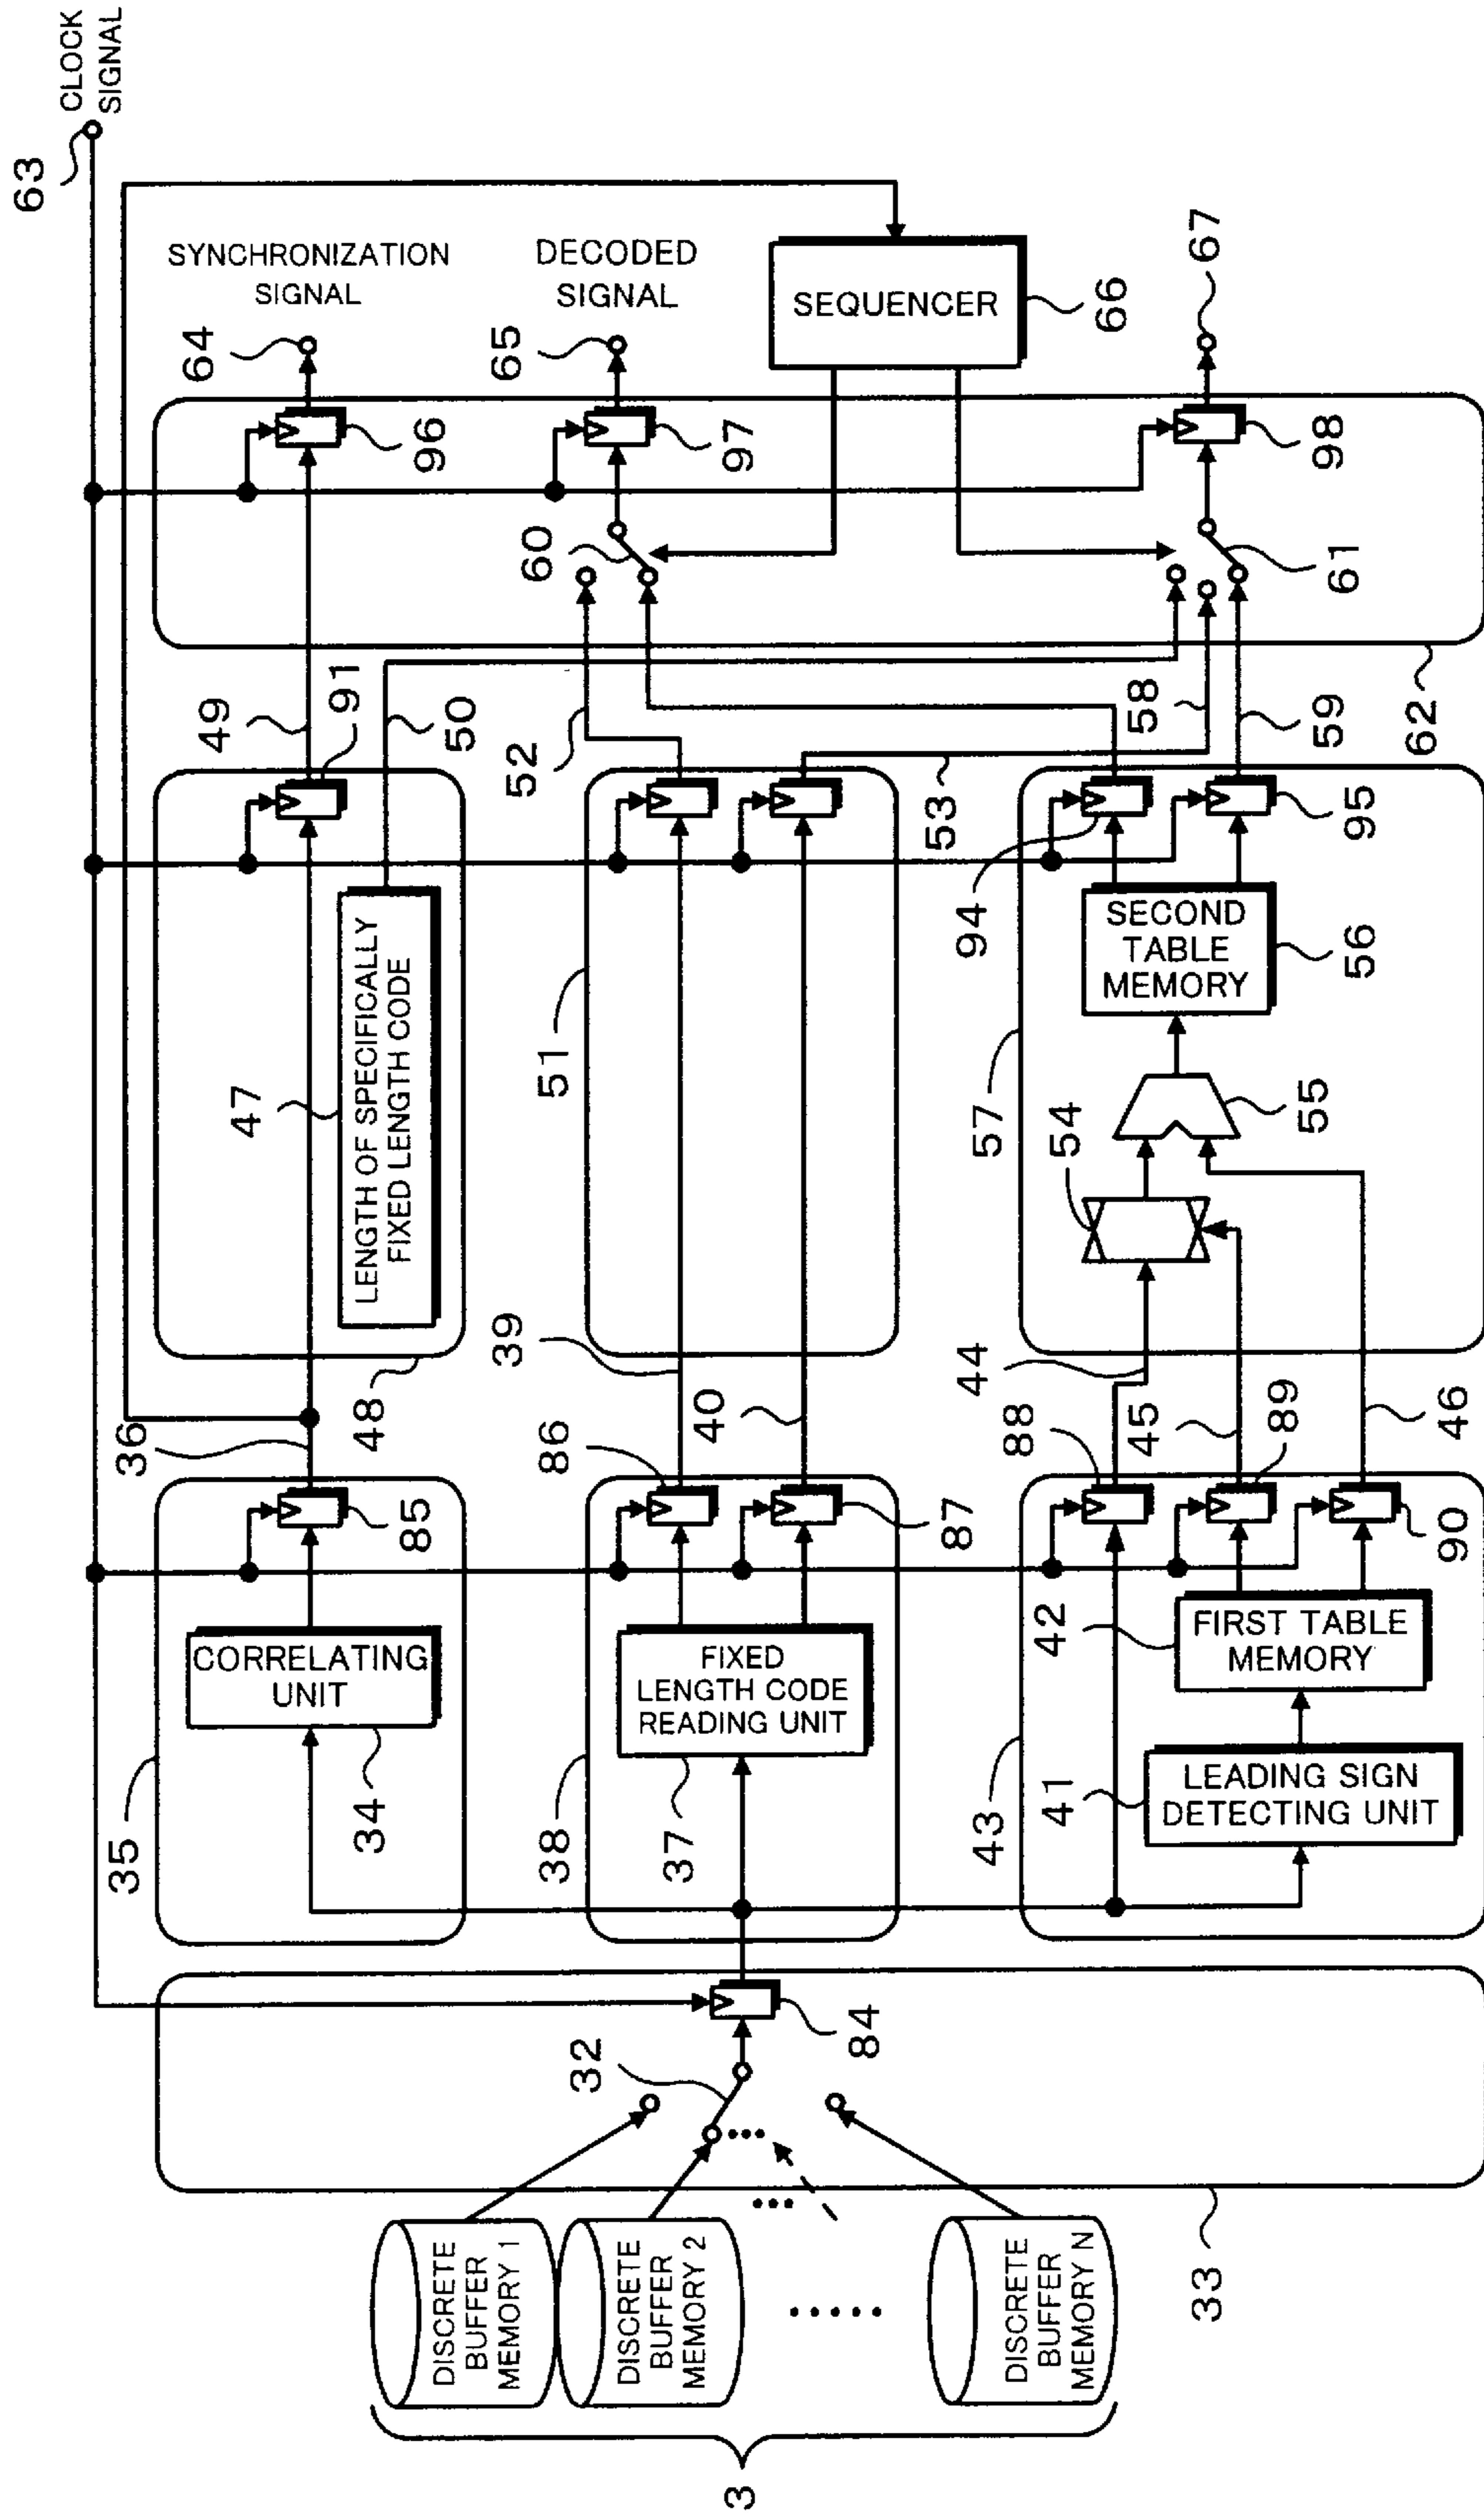 CLOCK
SIGNAL
63
SYNCHRONIZATION
SIGNAL
64
96
DECODED
SIGNAL
65
97
SEQUENCER
66
67
98
60
61
62
49
91
50
52
53
58
59
47
LENGTH OF SPECIFICALLY
FIXED LENGTH CODE
48
51
94
95
SECOND
TABLE
MEMORY
56
57
54
55
36
39
40
44
45
46
35
85
CORRELATING
UNIT
34
38
86
87
FIXED
LENGTH CODE
READING UNIT
37
43
88
89
90
42
FIRST TABLE
MEMORY
41
LEADING SIGN
DETECTING UNIT
32
84
33
DISCRETE
BUFFER
MEMORY 1
DISCRETE
BUFFER
MEMORY 2
DISCRETE
BUFFER
MEMORY N
3